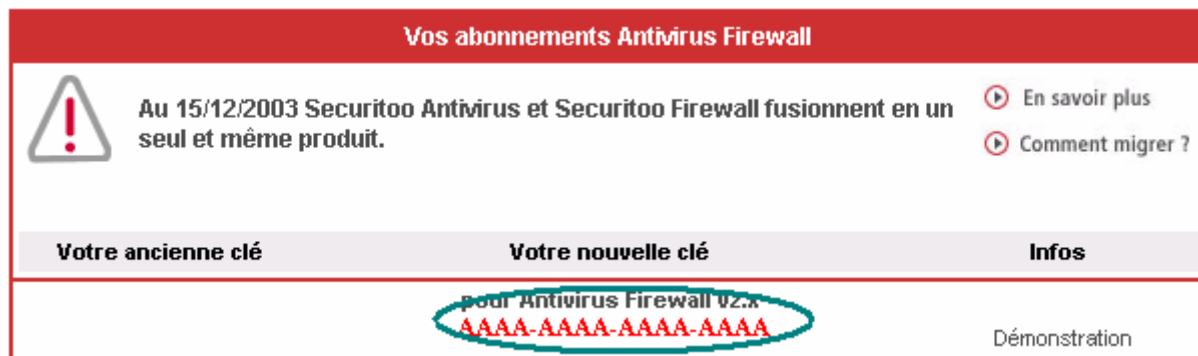 Vos abonnements Antivirus Firewall
Au 15/12/2003 Securitoo Antivirus et Securitoo Firewall fusionnent en un
seul et même produit.
En savoir plus
Comment migrer ?
Votre ancienne clé Votre nouvelle clé Infos
pour Antivirus Firewall v2.x
AAAA-AAAA-AAAA-AAAA
Démonstration